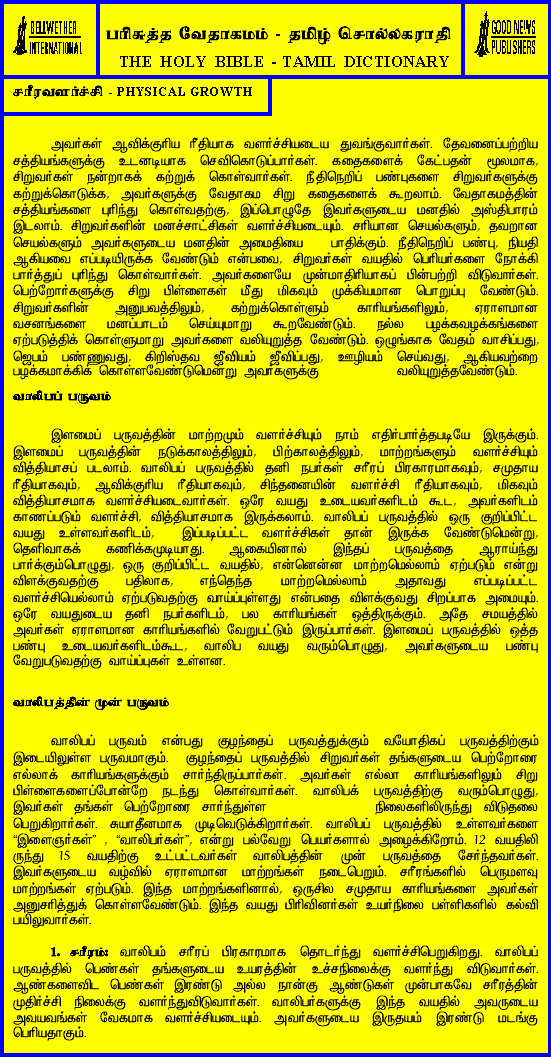 BELLWETHER
INTERNATIONAL
பரிசுத்த வேதாகமம் - தமிழ் சொல்லகராதி
THE HOLY BIBLE - TAMIL DICTIONARY
GOOD NEWS
PUBLISHERS
சரீரவளர்ச்சி - PHYSICAL GROWTH
அவர்கள் ஆவிக்குரிய ரீதியாக வளர்ச்சியடைய துவங்குவார்கள். தேவனைப்பற்றிய
சத்தியங்களுக்கு உடனடியாக செவிகொடுப்பார்கள். கதைகளைக் கேட்பதன் மூலமாக,
சிறுவர்கள் நன்றாகக் கற்றுக் கொள்வார்கள். நீதிநெறிப் பண்புகளை சிறுவர்களுக்கு
கற்றுக்கொடுக்க, அவர்களுக்கு வேதாகம சிறு கதைகளைக் கூறலாம். வேதாகமத்தின்
சத்தியங்களை புரிந்து கொள்வதற்கு, இப்பொழுதே இவர்களுடைய மனதில் அஸ்திபாரம்
இடலாம். சிறுவர்களின் மனச்சாட்சிகள் வளர்ச்சியடையும். சரியான செயல்களும், தவறான
செயல்களும் அவர்களுடைய மனதின் அமைதியை பாதிக்கும். நீதிநெறிப் பண்பு, நியதி
ஆகியவை எப்படியிருக்க வேண்டும் என்பவை, சிறுவர்கள் வயதில் பெரியர்களை நோக்கி
பார்த்துப் புரிந்து கொள்வார்கள். அவர்களையே முன்மாதிரியாகப் பின்பற்றி விடுவார்கள்.
பெற்றோர்களுக்கு சிறு பிள்ளைகள் மீது மிகவும் முக்கியமான பொறுப்பு வேண்டும்.
சிறுவர்களின் அனுபவத்திலும், கற்றுக்கொள்ளும் காரியங்களிலும், ஏராளமான
வசனங்களை மனப்பாடம் செய்யுமாறு கூறவேண்டும். நல்ல பழக்கவழக்கங்களை
ஏற்படுத்திக் கொள்ளுமாறு அவர்களை வலியுறுத்த வேண்டும். ஒழுங்காக வேதம் வாசிப்பது,
ஜெபம் பண்ணுவது, கிறிஸ்தவ ஜீவியம் ஜீவிப்பது, ஊழியம் செய்வது, ஆகியவற்றை
பழக்கமாக்கிக் கொள்ளவேண்டுமென்று அவர்களுக்கு வலியுறுத்தவேண்டும்.
வாலிபப் பருவம்
இளமைப் பருவத்தின் மாற்றமும் வளர்ச்சியும் நாம் எதிர்பார்த்தபடியே இருக்கும்.
இளமைப் பருவத்தின் நடுக்காலத்திலும், பிற்காலத்திலும், மாற்றங்களும் வளர்ச்சியும்
வித்தியாசப் படலாம். வாலிபப் பருவத்தில் தனி நபர்கள் சரீரப் பிரகாரமாகவும், சமுதாய
ரீதியாகவும், ஆவிக்குரிய ரீதியாகவும், சிந்தனையின் வளர்ச்சி ரீதியாகவும், மிகவும்
வித்தியாசமாக வளர்ச்சியடைவார்கள். ஒரே வயது உடையவர்களிடம் கூட, அவர்களிடம்
காணப்படும் வளர்ச்சி, வித்தியாசமாக இருக்கலாம். வாலிபப் பருவத்தில் ஒரு குறிப்பிட்ட
வயது உள்ளவர்களிடம், இப்படிப்பட்ட வளர்ச்சிகள் தான் இருக்க வேண்டுமென்று,
தெளிவாகக் கணிக்கமுடியாது. ஆகையினால் இந்தப் பருவத்தை ஆராய்ந்து
பார்க்கும்பொழுது, ஒரு குறிப்பிட்ட வயதில், என்னென்ன மாற்றமெல்லாம் ஏற்படும் என்று
விளக்குவதற்கு பதிலாக, எந்தெந்த மாற்றமெல்லாம் அதாவது எப்படிப்பட்ட
வளர்ச்சியெல்லாம் ஏற்படுவதற்கு வாய்ப்புள்ளது என்பதை விளக்குவது சிறப்பாக அமையும்.
ஒரே வயதுடைய தனி நபர்களிடம், பல காரியங்கள் ஒத்திருக்கும். அதே சமயத்தில்
அவர்கள் ஏராளமான காரியங்களில் வேறுபட்டும் இருப்பார்கள். இளமைப் பருவத்தில் ஒத்த
பண்பு உடையவர்களிடம்கூட, வாலிப வயது வரும்பொழுது, அவர்களுடைய பண்பு
வேறுபடுவதற்கு வாய்ப்புகள் உள்ளன.
வாலிபத்தின் முன் பருவம்
வாலிபப் பருவம் என்பது குழந்தைப் பருவத்துக்கும் வயோதிகப் பருவத்திற்கும்
இடையிலுள்ள பருவமாகும். குழந்தைப் பருவத்தில் சிறுவர்கள் தங்களுடைய பெற்றோரை
எல்லாக் காரியங்களுக்கும் சார்ந்திருப்பார்கள். அவர்கள் எல்லா காரியங்களிலும் சிறு
பிள்ளைகளைப்போன்றே நடந்து கொள்வார்கள். வாலிபக் பருவத்திற்கு வரும்பொழுது,
இவர்கள் தங்கள் பெற்றோரை சார்ந்துள்ள நிலைகளிலிருந்து விடுதலை
பெறுகிறார்கள். சுயாதீனமாக முடிவெடுக்கிறார்கள். வாலிபப் பருவத்தில் உள்ளவர்களை
“இளைஞர்கள்” , “வாலிபர்கள்”, என்று பல்வேறு பெயர்களால் அழைக்கிறோம். 12 வயதிலி
ருந்து 15 வயதிற்கு உட்பட்டவர்கள் வாலிபத்தின் முன் பருவத்தை சேர்ந்தவர்கள்.
இவர்களுடைய வழ்வில் ஏராளமான மாற்றங்கள் நடைபெறும். சரீரங்களில் பெருமளவு
மாற்றங்கள் ஏற்படும். இந்த மாற்றங்களினால், ஒருசில சமுதாய காரியங்களை அவர்கள்
அனுசரித்துக் கொள்ளவேண்டும். இந்த வயது பிரிவினர்கள் உயர்நிலை பள்ளிகளில் கல்வி
பயிலுவார்கள்.
1. சரீரம்: வாலிபம் சரீரப் பிரகாரமாக தொடர்ந்து வளர்ச்சிபெறுகிறது. வாலிபப்
பருவத்தில் பெண்கள் தங்களுடைய உயரத்தின் உச்சநிலைக்கு வளர்ந்து விடுவார்கள்.
ஆண்களைவிட பெண்கள் இரண்டு அல்ல நான்கு ஆண்டுகள் முன்பாகவே சரீரத்தின்
முதிர்ச்சி நிலைக்கு வளர்ந்துவிடுவார்கள். வாலிபர்களுக்கு இந்த வயதில் அவருடைய
அவயவங்கள் வேகமாக வளர்ச்சியடையும். அவர்களுடைய இருதயம் இரண்டு மடங்கு
பெரியதாகும்.